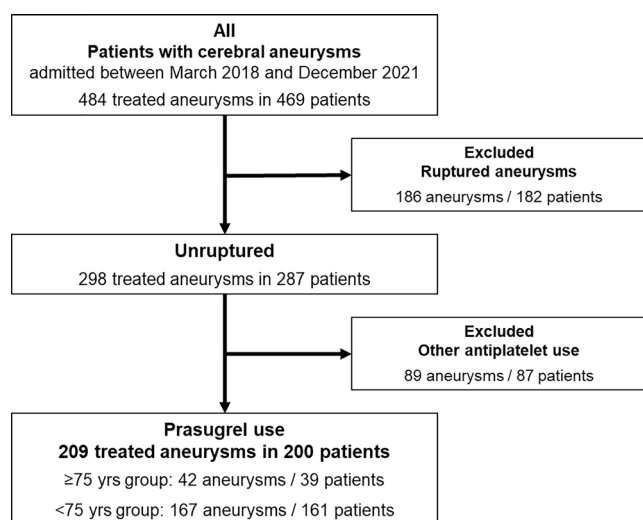 All
Patients with cerebral aneurysms
admitted between March 2018 and December 2021
484 treated aneurysms in 469 patients
Excluded
Ruptured aneurysms
186 aneurysms / 182 patients
Unruptured
298 treated aneurysms in 287 patients
Excluded
Other antiplatelet use
89 aneurysms / 87 patients
Prasugrel use
209 treated aneurysms in 200 patients
≥75 yrs group: 42 aneurysms / 39 patients
<75 yrs group: 167 aneurysms / 161 patients